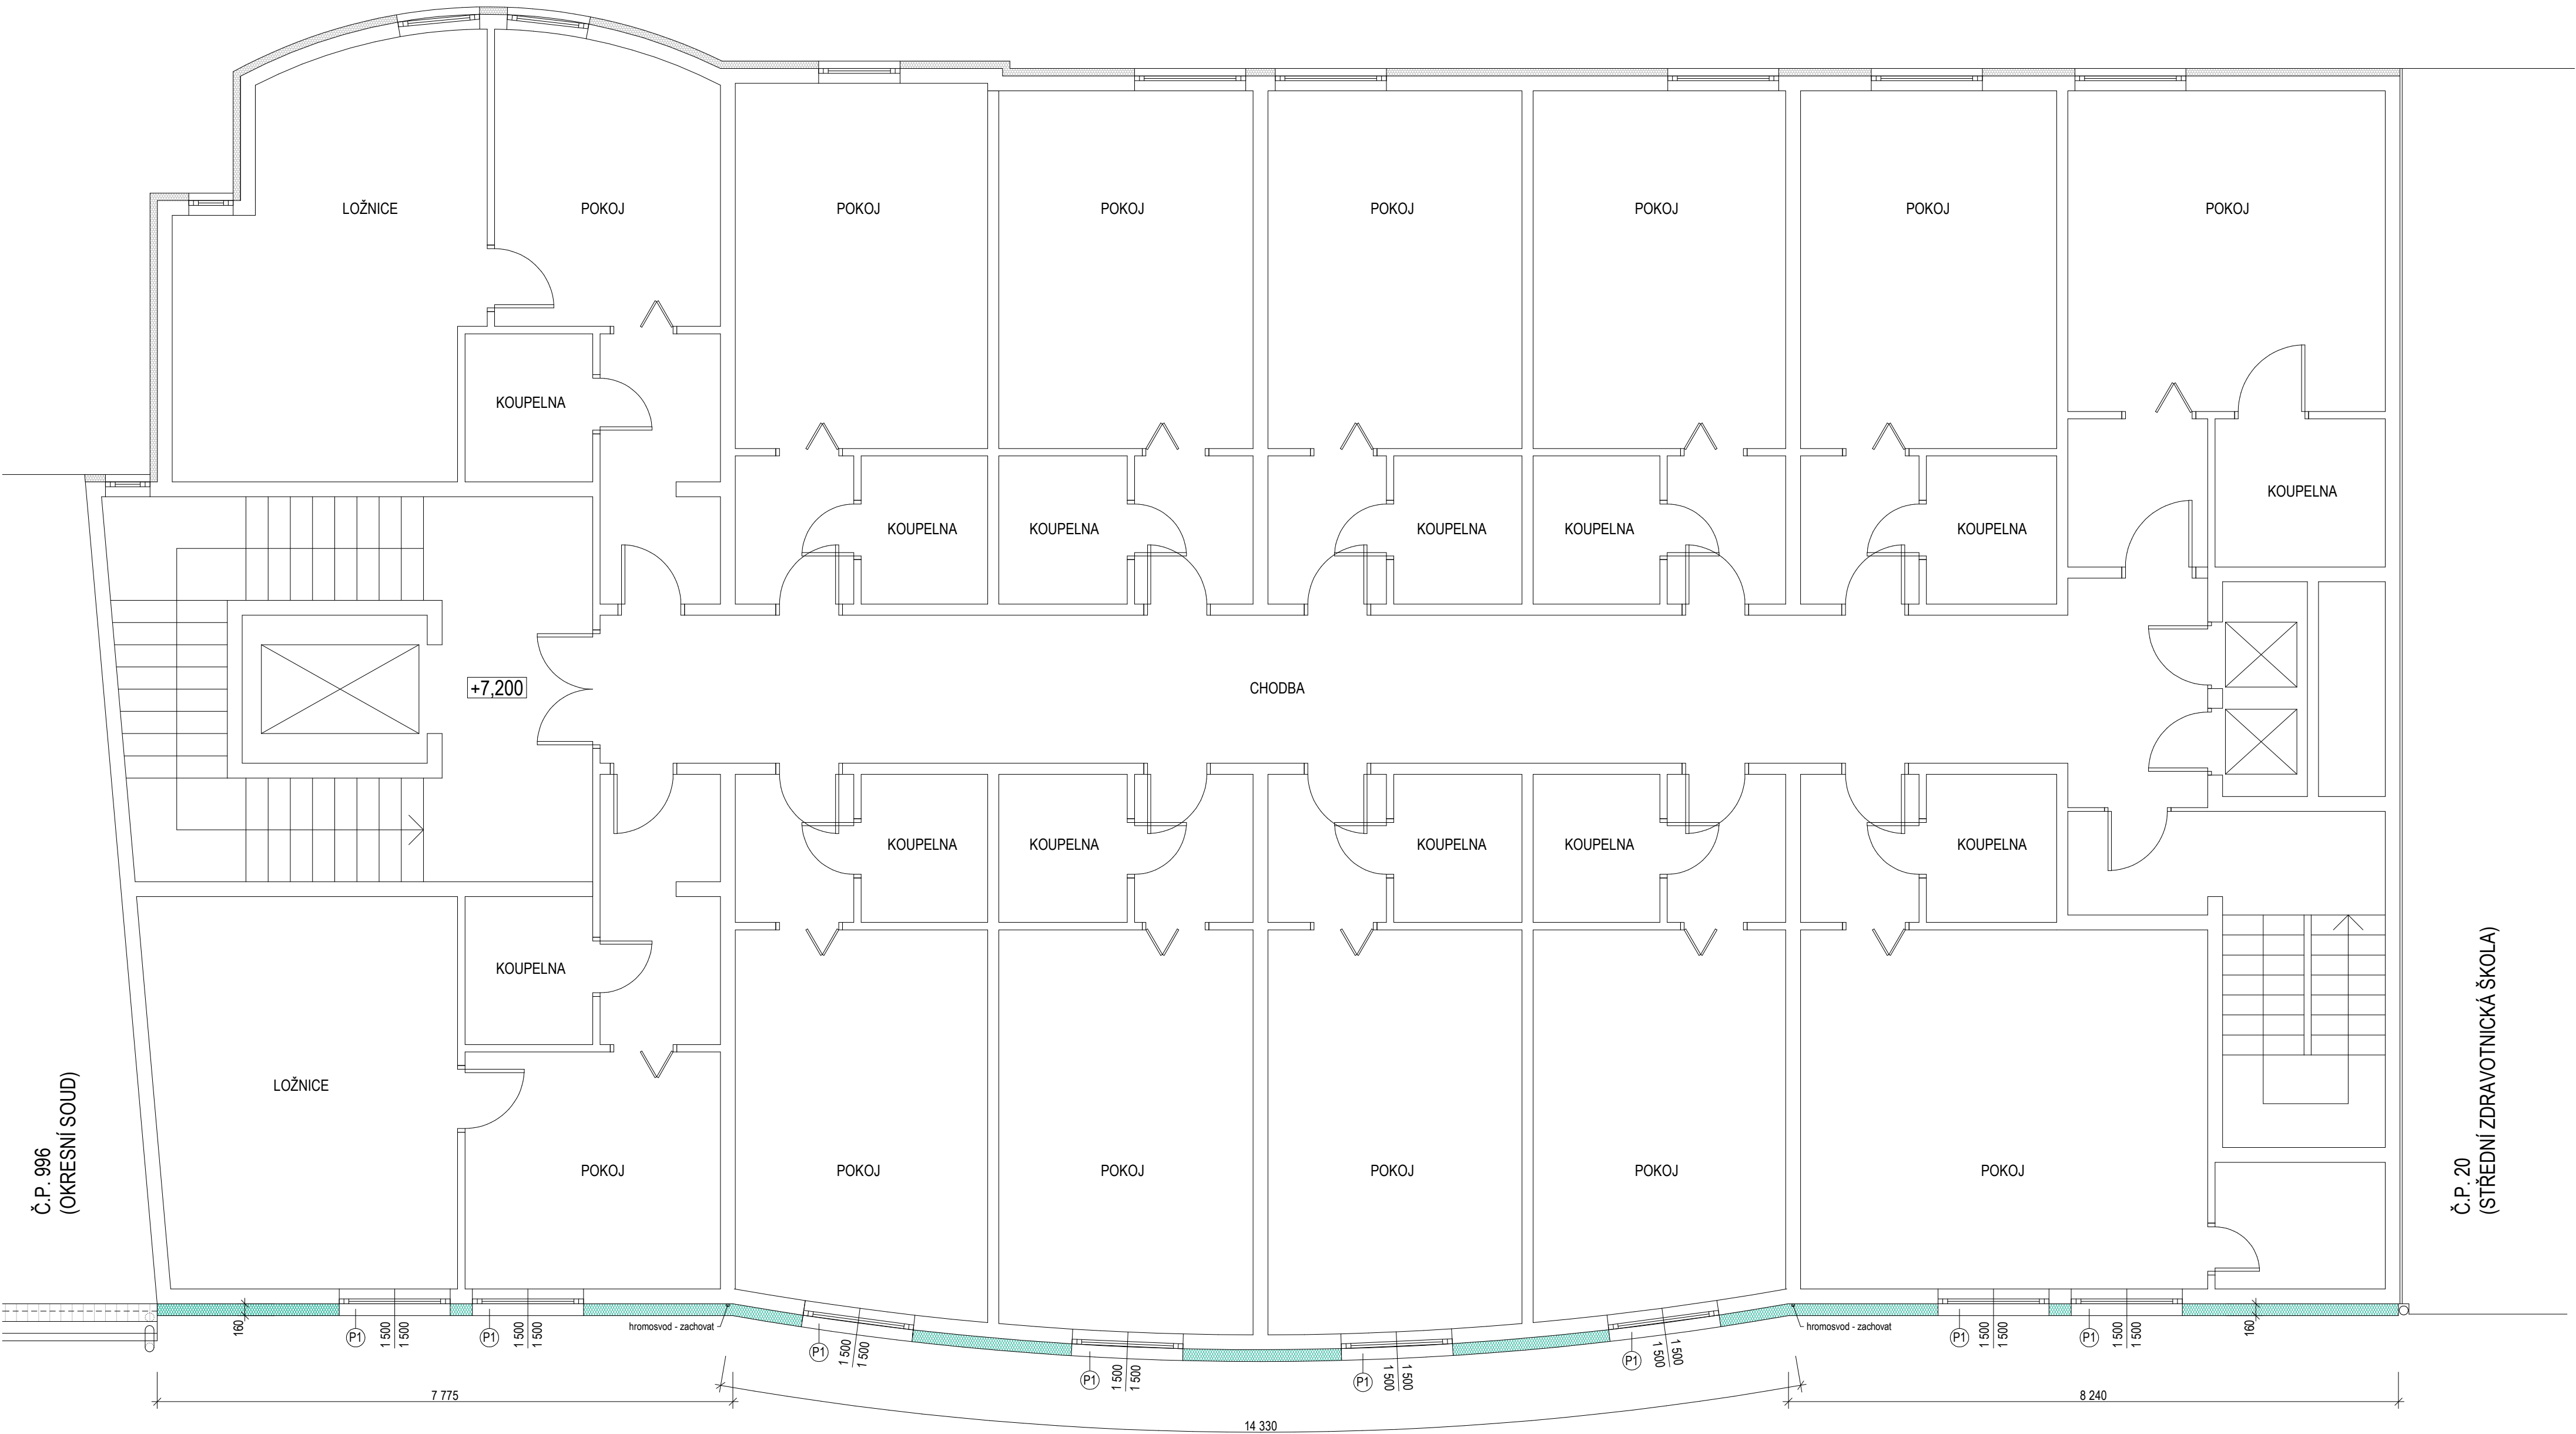 LOŽNICE
POKOJ
POKOJ
POKOJ
POKOJ
POKOJ
POKOJ
POKOJ
KOUPELNA
KOUPELNA
KOUPELNA
KOUPELNA
KOUPELNA
KOUPELNA
KOUPELNA
+7,200
CHODBA
KOUPELNA
KOUPELNA
KOUPELNA
KOUPELNA
KOUPELNA
KOUPELNA
LOŽNICE
POKOJ
POKOJ
POKOJ
POKOJ
POKOJ
POKOJ
Č.P. 996
(OKRESNÍ SOUD)
Č.P. 20
(STŘEDNÍ ZDRAVOTNICKÁ ŠKOLA)
160
P1
1 500
1 500
P1
1 500
1 500
hromosvod - zachovat
P1
1 500
1 500
P1
1 500
1 500
P1
1 500
1 500
P1
1 500
1 500
hromosvod - zachovat
P1
1 500
1 500
P1
1 500
1 500
160
7 775
14 330
8 240